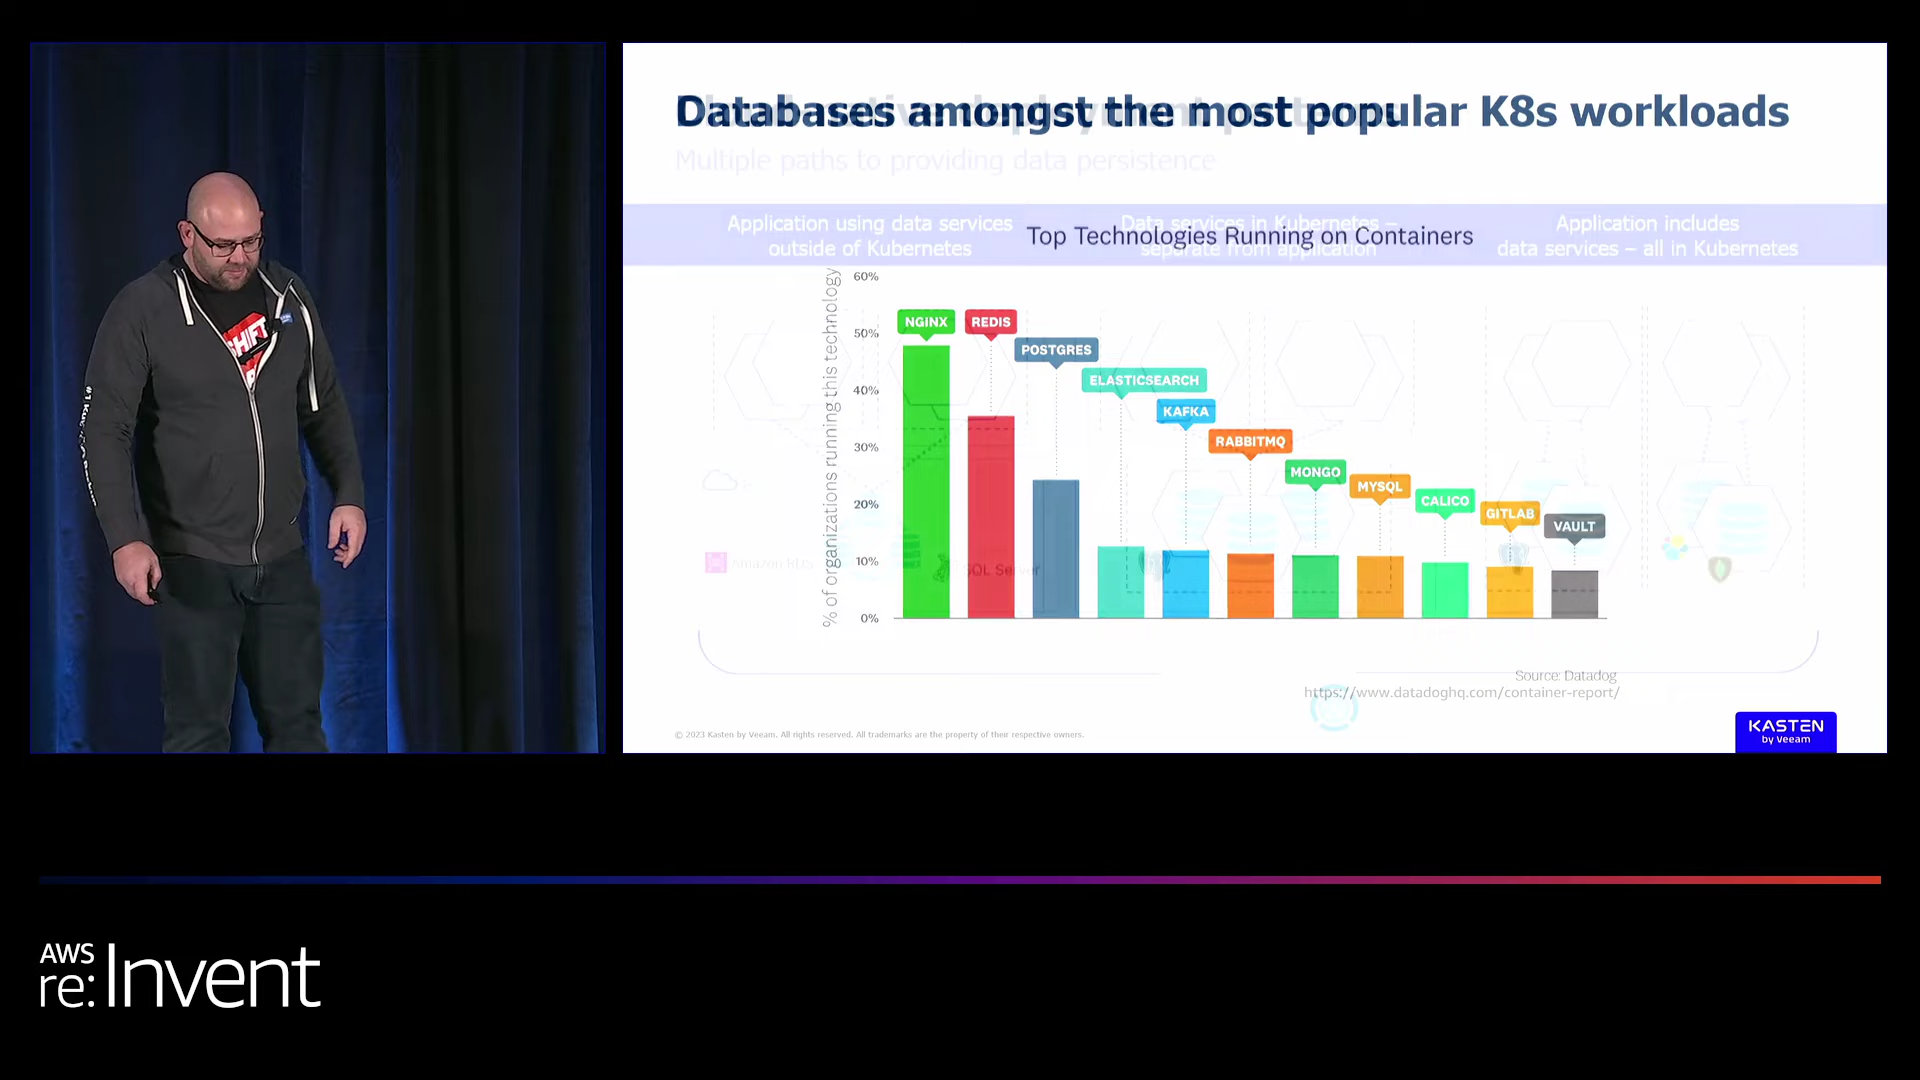 SHIFT
Databases amongst the most popular K8s workloads
Multiple paths to providing data persistence
Application using data services
outside of Kubernetes
Data services in Kubernetes –
separate from application
Application includes
data services – all in Kubernetes
Top Technologies Running on Containers
% of organizations running this technology
60%
50%
40%
30%
20%
10%
0%
NGINX
REDIS
POSTGRES
ELASTICSEARCH
KAFKA
RABBITMQ
MONGO
MYSQL
CALICO
GITLAB
VAULT
Amazon RDS
SQL Server
Source: Datadog
https://www.datadoghq.com/container-report/
© 2023 Kasten by Veeam. All rights reserved. All trademarks are the property of their respective owners.
KASTEN
by Veeam
AWS
re:Invent